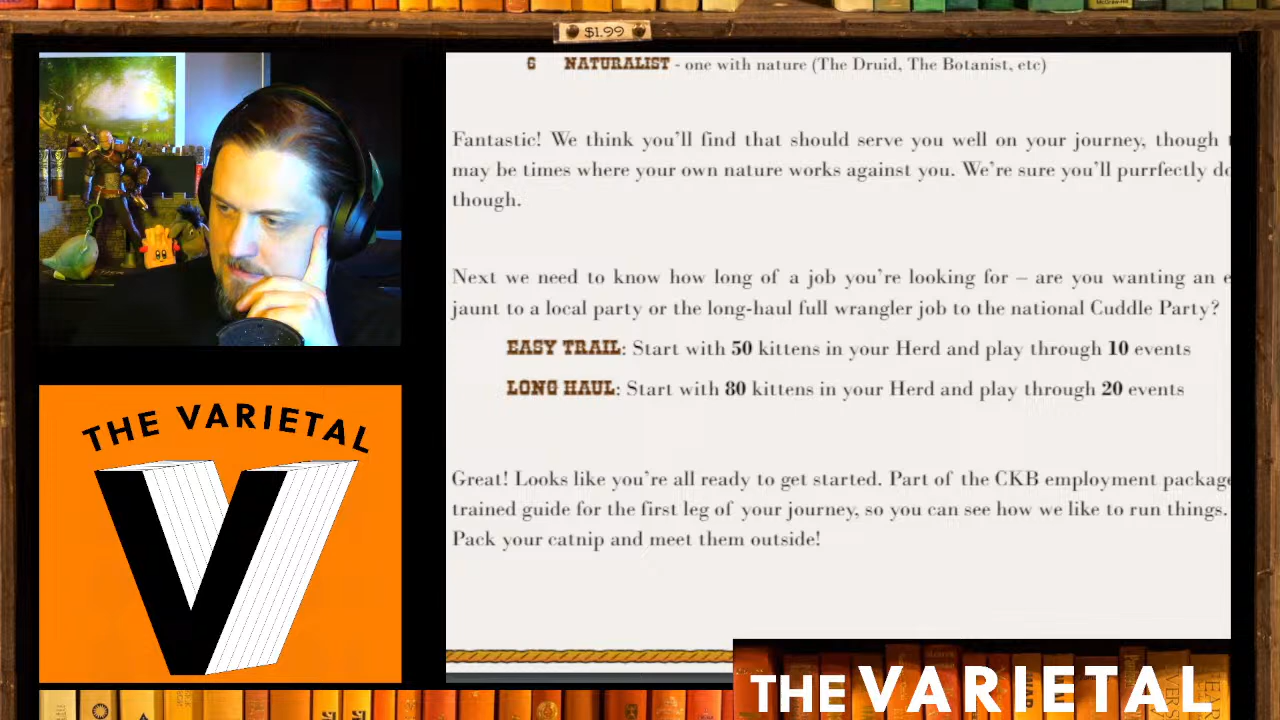 $1.99
6 NATURALIST - one with nature (The Druid, The Botanist, etc)
Fantastic! We think you'll find that should serve you well on your journey, though
may be times where your own nature works against you. We're sure you'll purrfectly
though.
Next we need to know how long of a job you're looking for – are you wanting an
jaunt to a local party or the long-haul full wrangler job to the national Cuddle Party?
EASY TRAIL: Start with 50 kittens in your Herd and play through 10 events
LONG HAUL: Start with 80 kittens in your Herd and play through 20 events
Great! Looks like you're all ready to get started. Part of the CKB employment package
trained guide for the first leg of your journey, so you can see how we like to run things.
Pack your catnip and meet them outside!
THE VARIETAL
V
THE VARIETAL